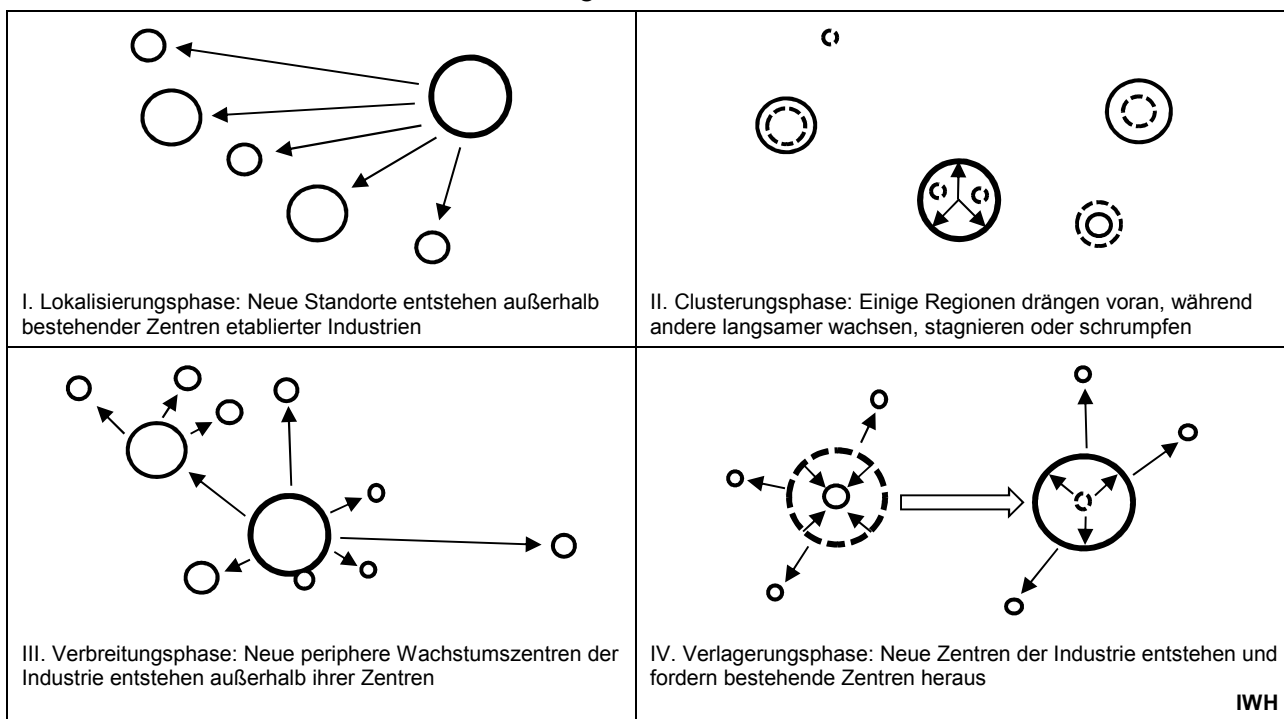 I. Lokalisierungsphase: Neue Standorte entstehen außerhalb
bestehender Zentren etablierter Industrien
II. Clusterungsphase: Einige Regionen drängen voran, während
andere langsamer wachsen, stagnieren oder schrumpfen
III. Verbreitungsphase: Neue periphere Wachstumszentren der
Industrie entstehen außerhalb ihrer Zentren
IV. Verlagerungsphase: Neue Zentren der Industrie entstehen und
fordern bestehende Zentren heraus
IWH